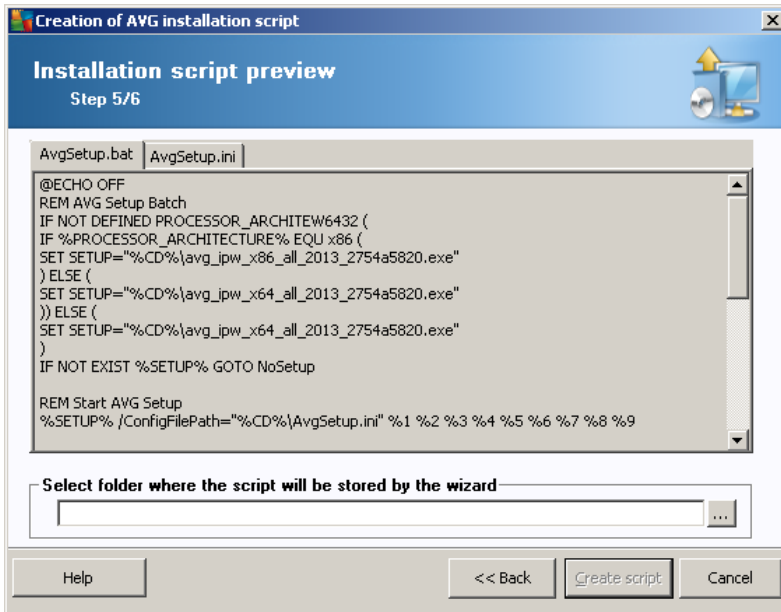 Creation of AVG installation script
Installation script preview
Step 5/6
AvgSetup.bat AvgSetup.ini
@ECHO OFF
REM AVG Setup Batch
IF NOT DEFINED PROCESSOR_ARCHITEW6432 (
IF %PROCESSOR_ARCHITECTURE% EQU x86 (
SET SETUP="%CD%\avg_ipw_x86_all_2013_2754a5820.exe"
) ELSE (
SET SETUP="%CD%\avg_ipw_x64_all_2013_2754a5820.exe"
)) ELSE (
SET SETUP="%CD%\avg_ipw_x64_all_2013_2754a5820.exe"
)
IF NOT EXIST %SETUP% GOTO NoSetup
REM Start AVG Setup
%SETUP% /ConfigFilePath="%CD%\AvgSetup.ini" %1 %2 %3 %4 %5 %6 %7 %8 %9
Select folder where the script will be stored by the wizard
...
Help << Back Create script Cancel